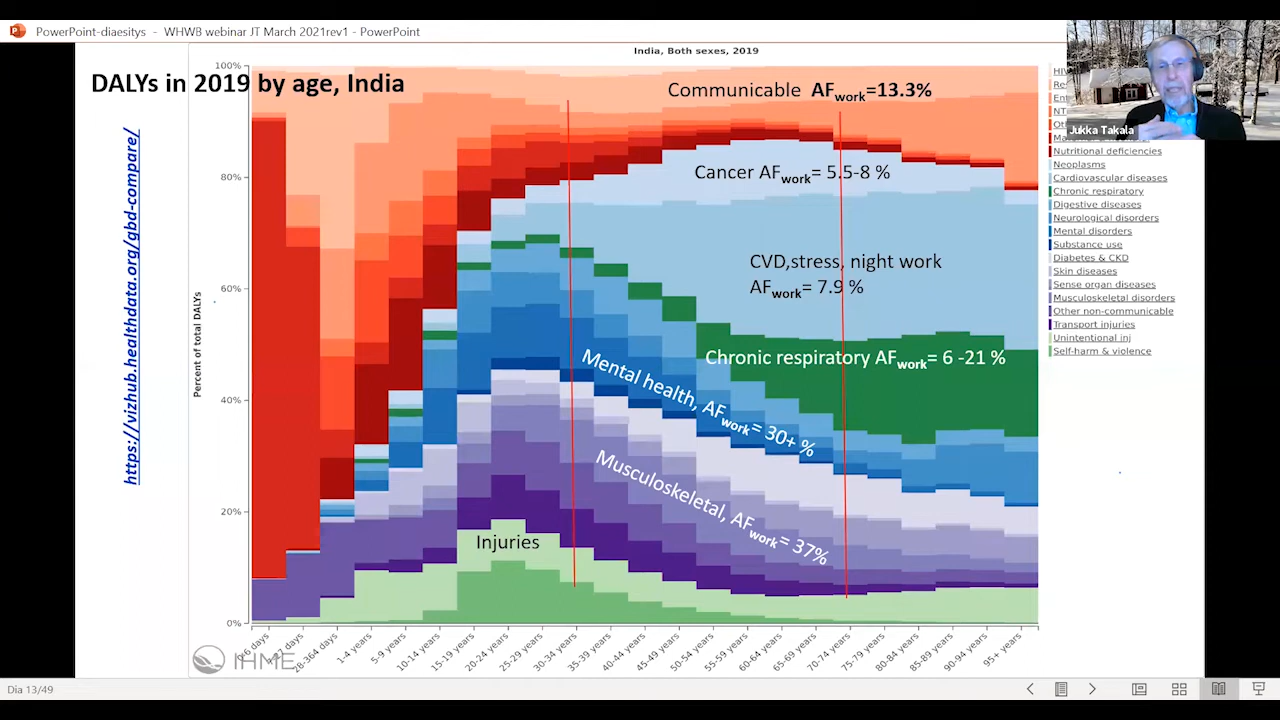 PowerPoint-diaesitys - WHWB webinar JT March 2021rev1 - PowerPoint
India, Both sexes, 2019
DALYs in 2019 by age, India
https://vizhub.healthdata.org/gbd-compare/
Percent of total DALYs
100%
80%
60%
40%
20%
0%
Communicable AFwork=13.3%
Cancer AFwork= 5.5-8 %
CVD,stress, night work
AFwork= 7.9 %
Chronic respiratory AFwork= 6 -21 %
Mental health, AFwork= 30+ %
Musculoskeletal, AFwork= 37%
Injuries
0-6 days
28-364 days
1-4 years
5-9 years
10-14 years
15-19 years
20-24 years
25-29 years
30-34 years
35-39 years
40-44 years
45-49 years
50-54 years
55-59 years
60-64 years
65-69 years
70-74 years
75-79 years
80-84 years
85-89 years
90-94 years
95+ years
IHME
Jukka Takala
Nutritional deficiencies
Neoplasms
Cardiovascular diseases
Chronic respiratory
Digestive diseases
Neurological disorders
Mental disorders
Substance use
Diabetes & CKD
Skin diseases
Sense organ diseases
Musculoskeletal disorders
Other non-communicable
Transport injuries
Unintentional inj
Self-harm & violence
Dia 13/49